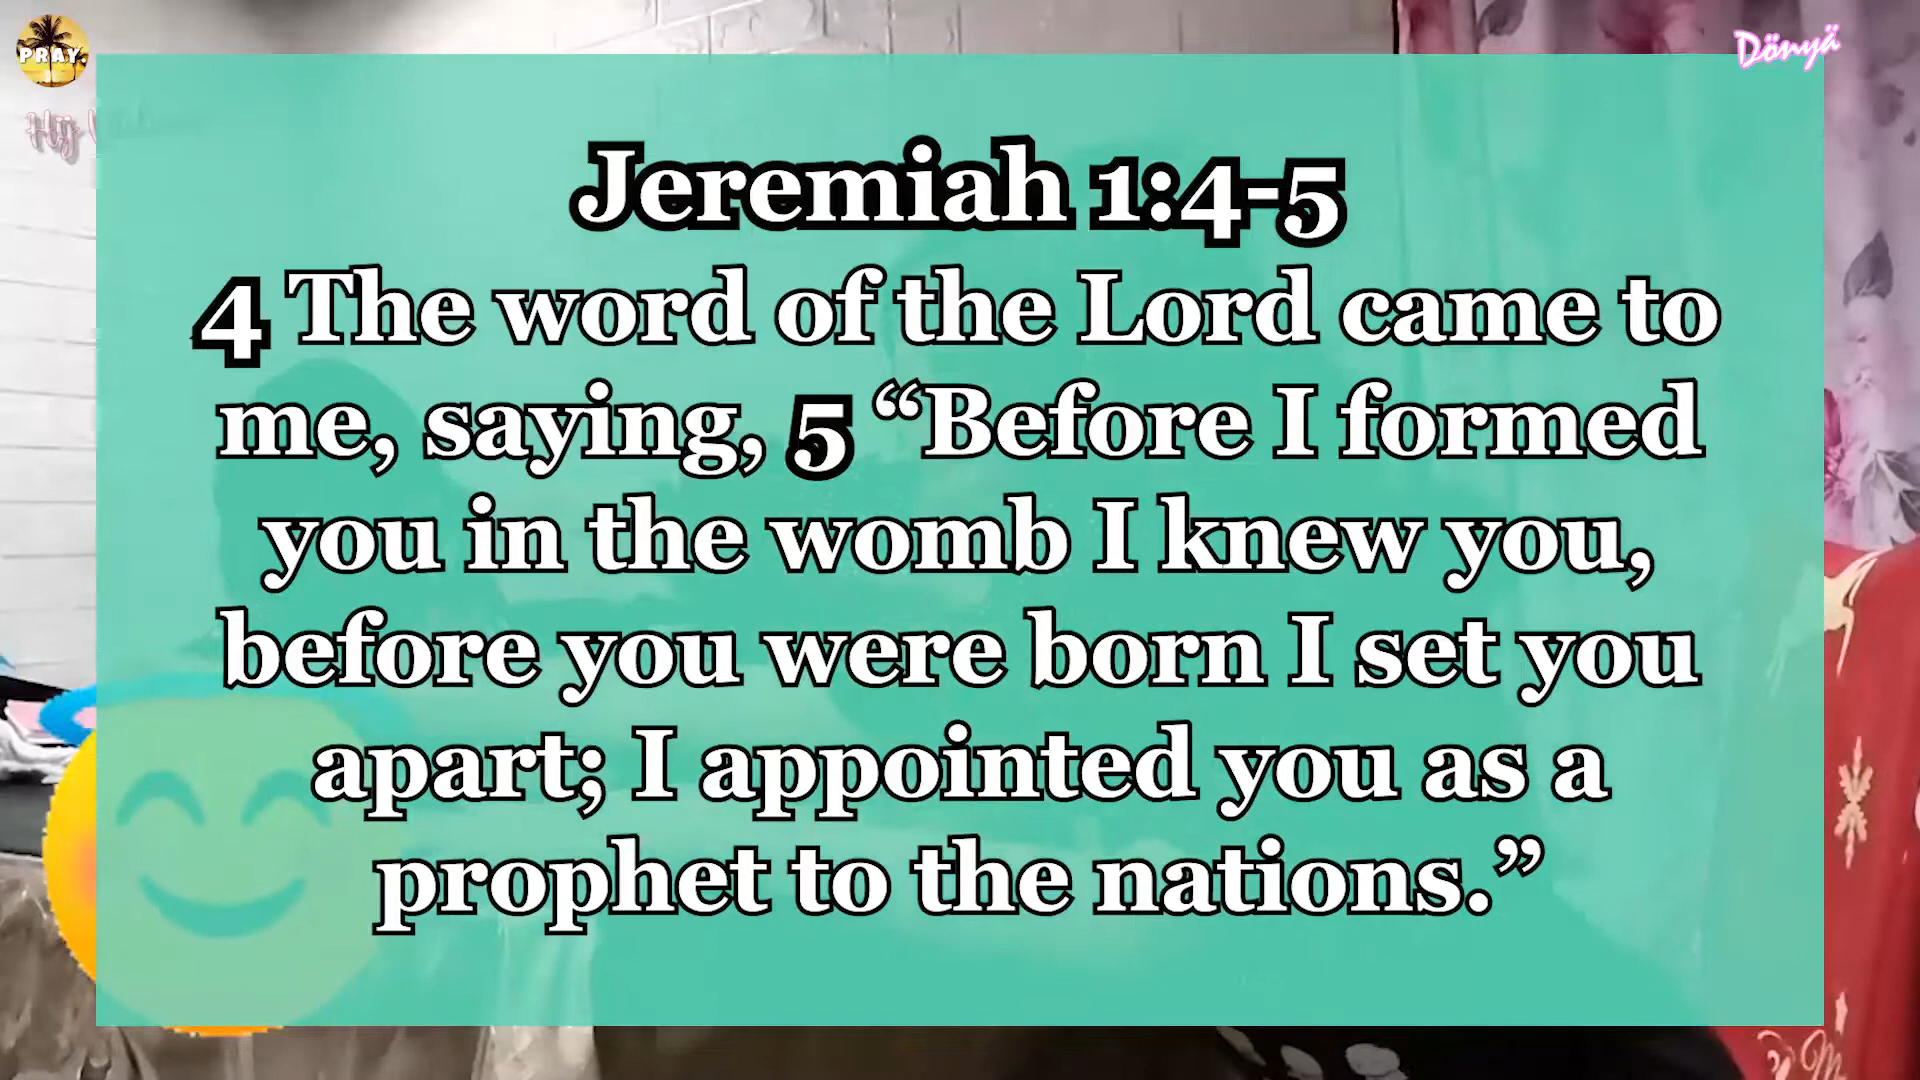 PRAY.
Dönyä
Jeremiah 1:4-5
4 The word of the Lord came to
me, saying, 5 “Before I formed
you in the womb I knew you,
before you were born I set you
apart; I appointed you as a
prophet to the nations.”